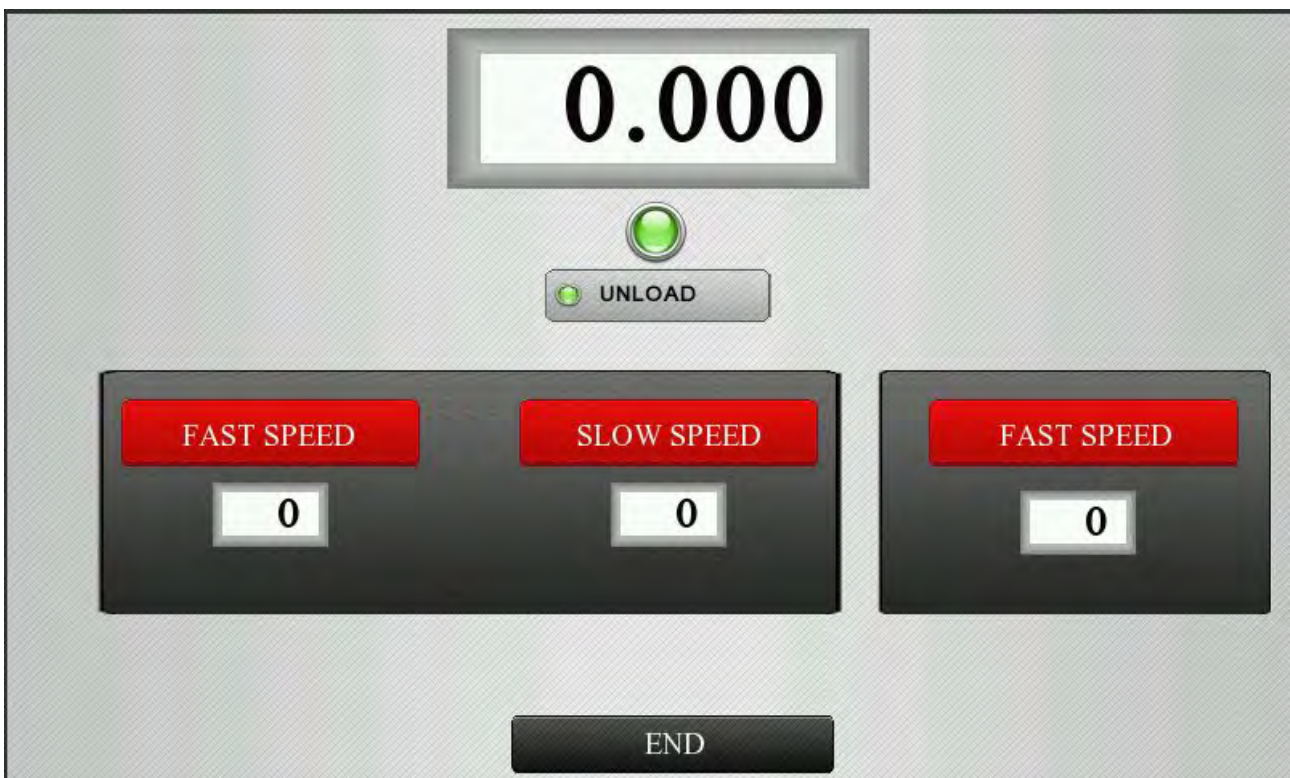 0.000
UNLOAD
FAST SPEED
SLOW SPEED
FAST SPEED
0
0
0
END